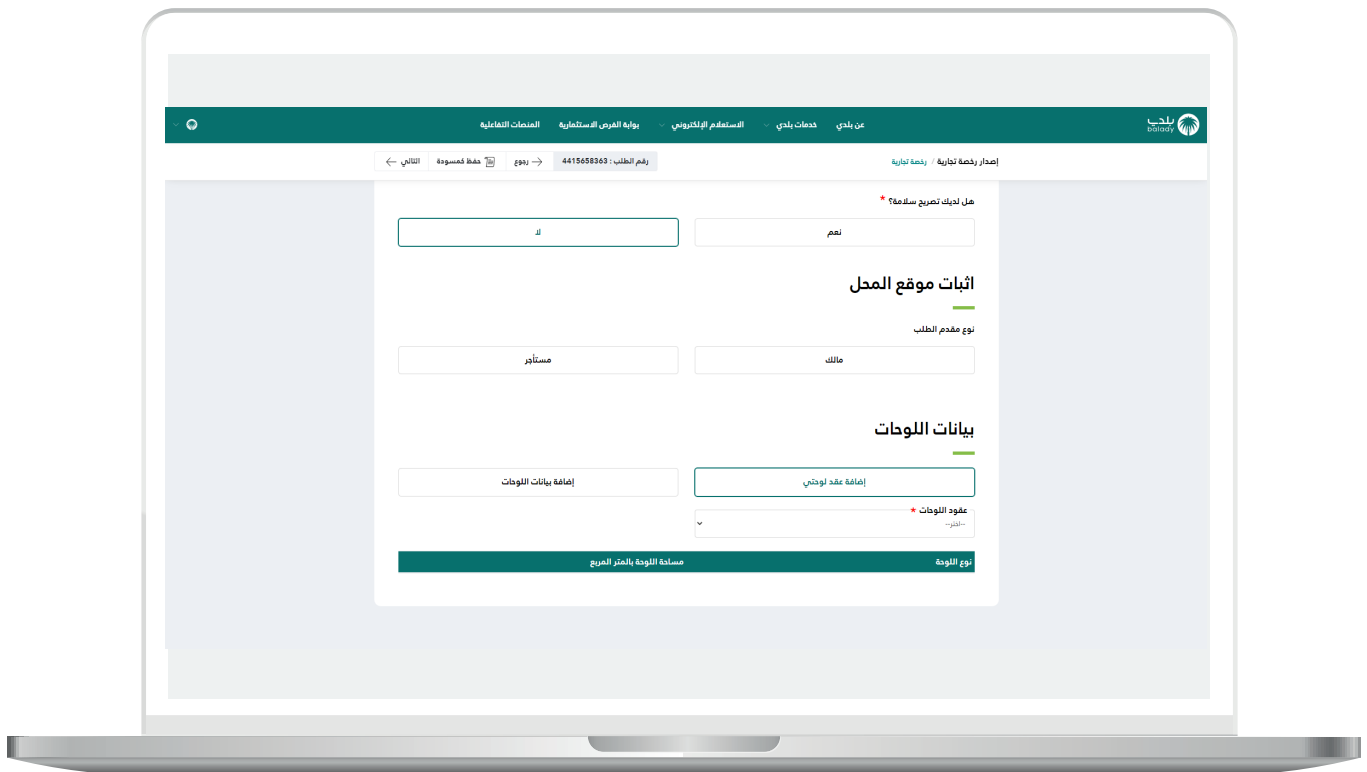 بلدي
balady
عن بلدي
خدمات بلدي
الاستعلام الإلكتروني
بوابة الفرص الاستثمارية
المنصات التفاعلية
إصدار رخصة تجارية / رخصة تجارية
رقم الطلب : 4415658363
رجوع
حفظ كمسودة
التالي
هل لديك تصريح سلامة؟ *
نعم
لا
اثبات موقع المحل
نوع مقدم الطلب
مالك
مستأجر
بيانات اللوحات
إضافة عقد لوحتي
إضافة بيانات اللوحات
عقود اللوحات *
--اختر--
نوع اللوحة
مساحة اللوحة بالمتر المربع